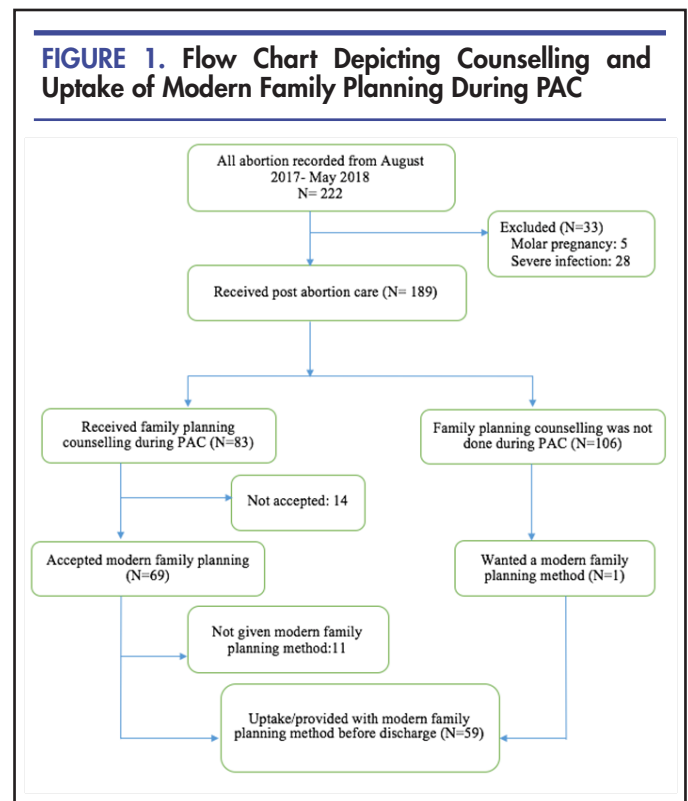 FIGURE 1. Flow Chart Depicting Counselling and
Uptake of Modern Family Planning During PAC
All abortion recorded from August
2017- May 2018
N= 222
Excluded (N=33)
Molar pregnancy: 5
Severe infection: 28
Received post abortion care (N= 189)
Received family planning
counselling during PAC (N=83)
Family planning counselling was not
done during PAC (N=106)
Not accepted: 14
Accepted modern family planning
(N=69)
Wanted a modern family
planning method (N=1)
Not given modern family
planning method:11
Uptake/provided with modern family
planning method before discharge (N=59)